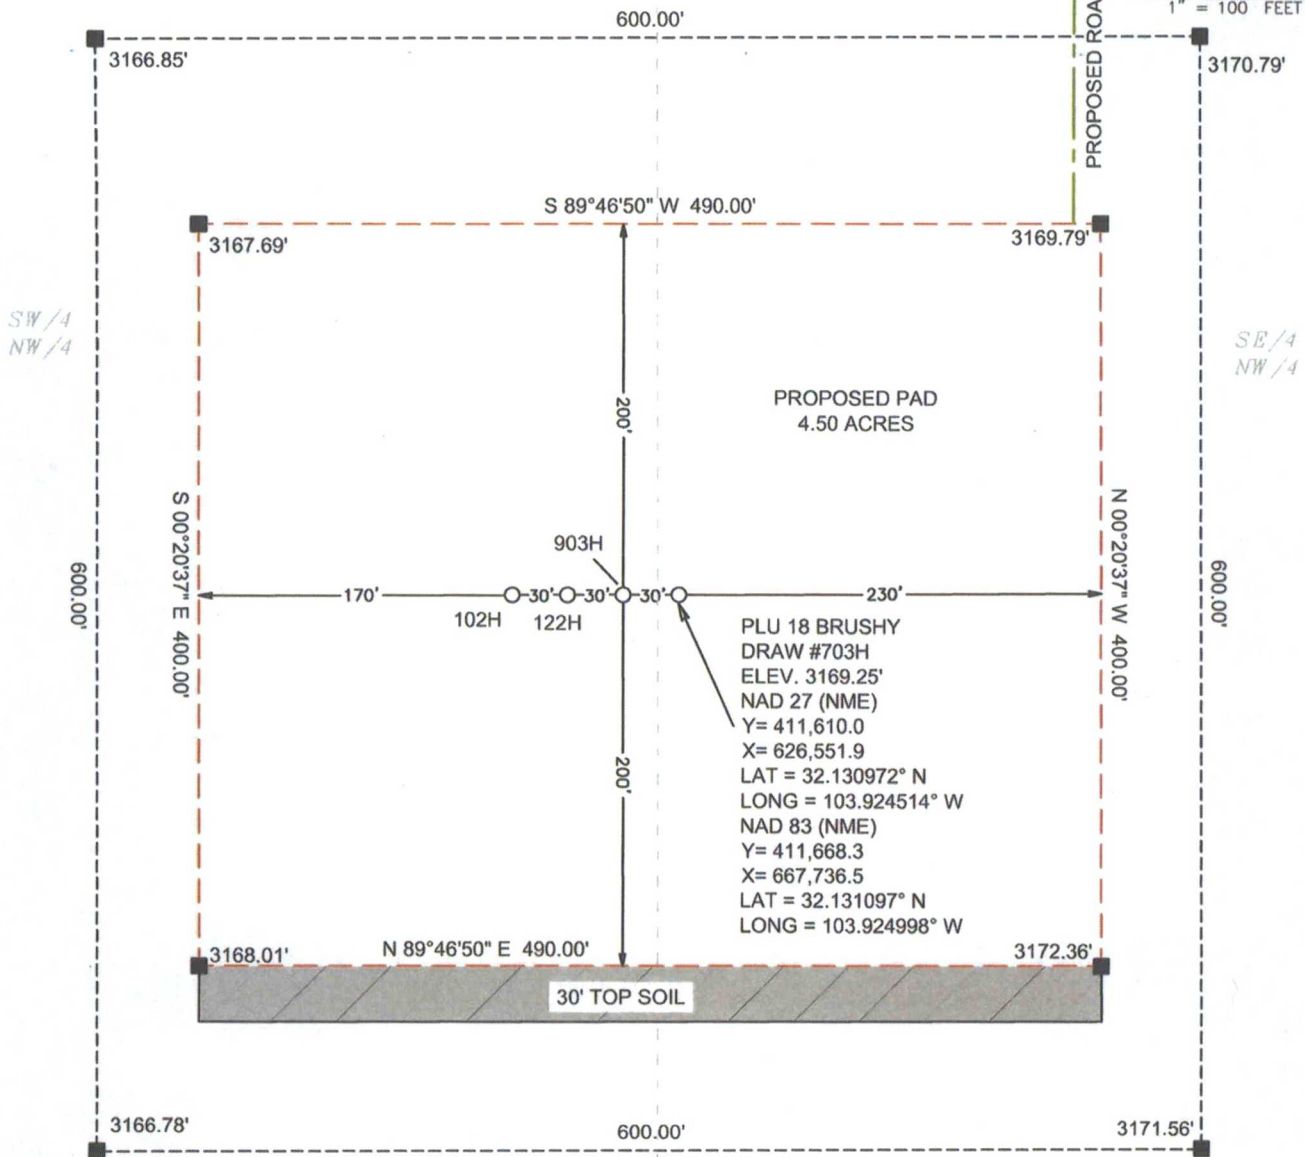 600.00'
1" = 100 FEET
3166.85'
3170.79'
PROPOSED
S 89°46'50" W 490.00'
3167.69'
3169.79'
SW/4
NW/4
SE/4
NW/4
200'
PROPOSED PAD
4.50 ACRES
S 00°20'37" E 400.00'
N 00°20'37" W 400.00'
600.00'
600.00'
903H
170'
30'
30'
30'
230'
102H
122H
PLU 18 BRUSHY
DRAW #703H
ELEV. 3169.25'
NAD 27 (NME)
Y= 411,610.0
X= 626,551.9
LAT = 32.130972° N
LONG = 103.924514° W
NAD 83 (NME)
Y= 411,668.3
X= 667,736.5
LAT = 32.131097° N
LONG = 103.924998° W
200'
3168.01'
N 89°46'50" E 490.00'
3172.36'
30' TOP SOIL
3166.78'
600.00'
3171.56'